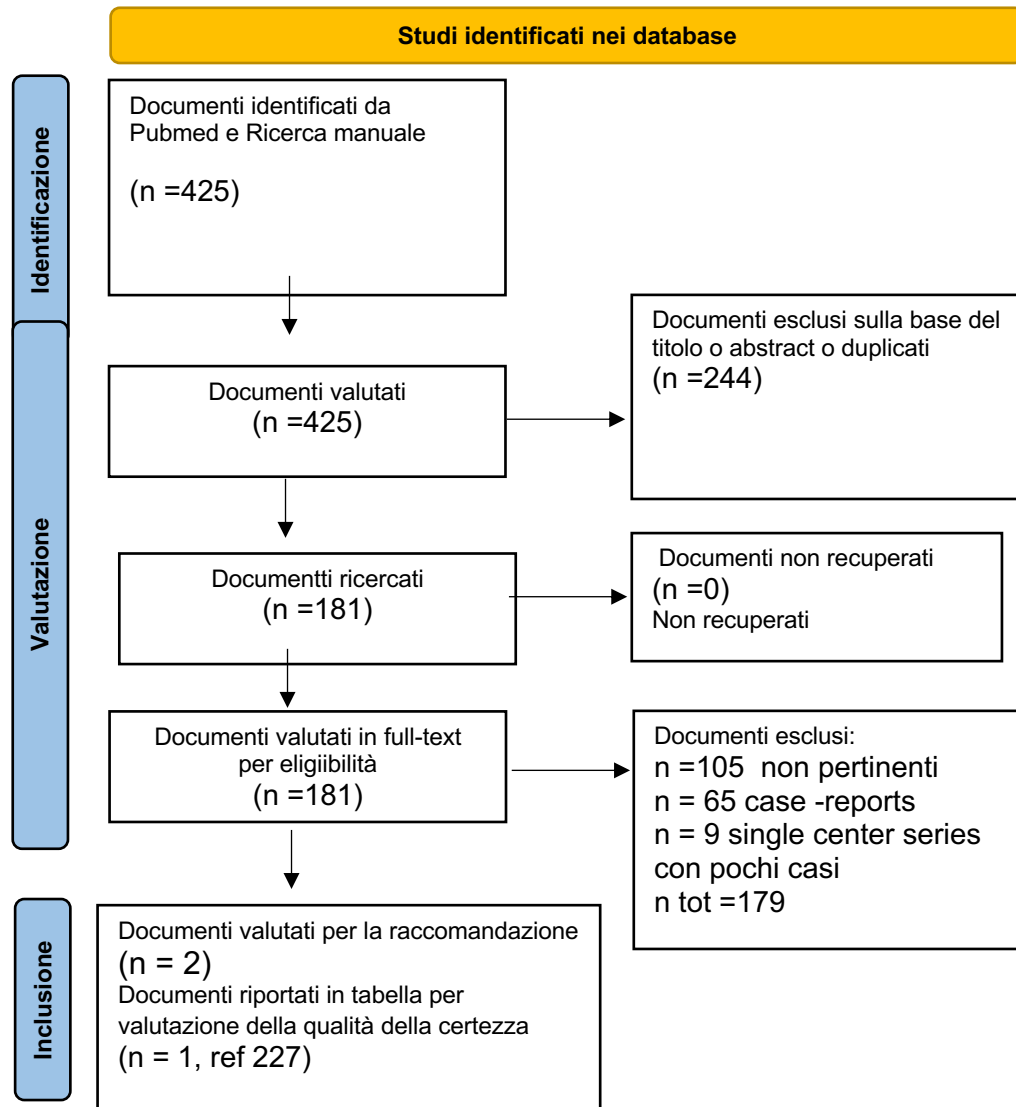 Studi identificati nei database
Identificazione
Documenti identificati da
Pubmed e Ricerca manuale
(n =425)
Documenti esclusi sulla base del
titolo o abstract o duplicati
(n =244)
Valutazione
Documenti valutati
(n =425)
Documentti ricercati
(n =181)
Documenti non recuperati
(n =0)
Non recuperati
Documenti valutati in full-text
per eligiibilità
(n =181)
Documenti esclusi:
n =105 non pertinenti
n = 65 case -reports
n = 9 single center series
con pochi casi
n tot =179
Inclusione
Documenti valutati per la raccomandazione
(n = 2)
Documenti riportati in tabella per
valutazione della qualità della certezza
(n = 1, ref 227)